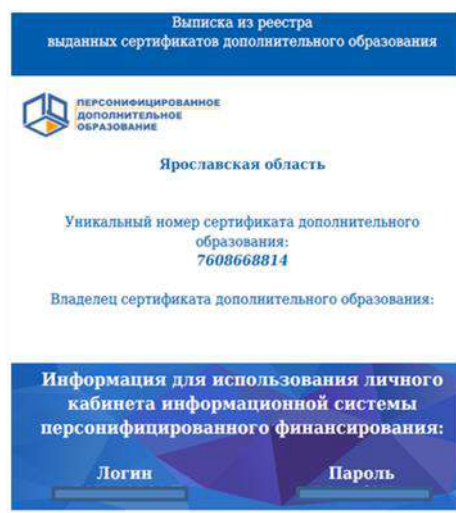 Выписка из реестра
выданных сертификатов дополнительного образования
ПЕРСОНИФИЦИРОВАННОЕ
ДОПОЛНИТЕЛЬНОЕ
ОБРАЗОВАНИЕ
Ярославская область
Уникальный номер сертификата дополнительного
образования:
7608668814
Владелец сертификата дополнительного образования:
Информация для использования личного
кабинета информационной системы
персонифицированного финансирования:
Логин Пароль